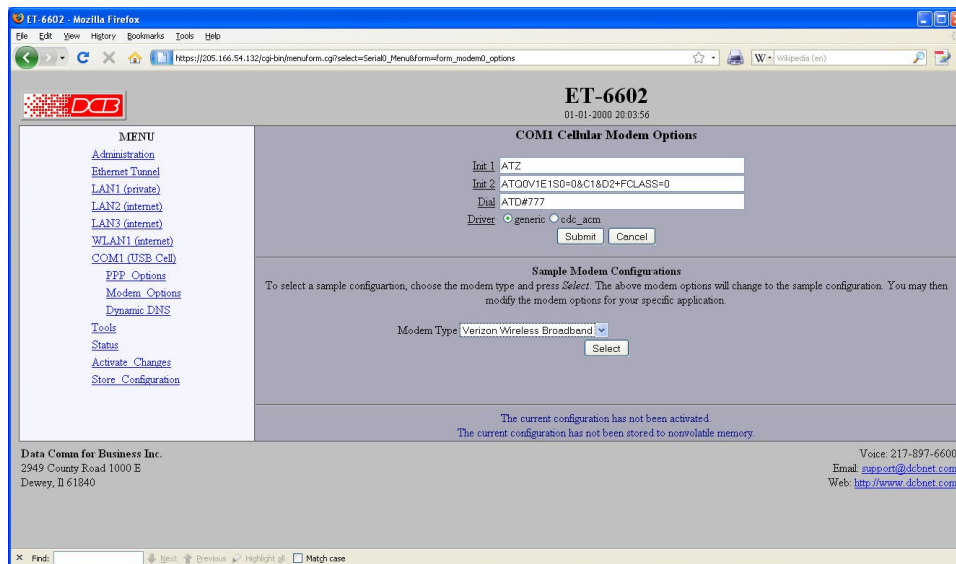 ET-6602 - Mozilla Firefox
File Edit View History Bookmarks Tools Help
https://205.166.54.132/cgi-bin/menuform.cgi?select=Serial0_Menu&form=form_modem0_options
W Wikipedia (en)
DCB
ET-6602
01-01-2000 20:03:56
MENU
Administration
Ethernet Tunnel
LAN1 (private)
LAN2 (internet)
LAN3 (internet)
WLAN1 (internet)
COM1 (USB Cell)
PPP Options
Modem Options
Dynamic DNS
Tools
Status
Activate Changes
Store Configuration
COM1 Cellular Modem Options
Init 1 ATZ
Init 2 ATQ0V1E1S0=0&C1&D2+FCLASS=0
Dial ATD#777
Driver generic cdc_acm
Submit Cancel
Sample Modem Configurations
To select a sample configuartion, choose the modem type and press Select. The above modem options will change to the sample configuration. You may then
modify the modem options for your specific application.
Modem Type Verizon Wireless Broadband
Select
The current configuration has not been activated.
The current configuration has not been stored to nonvolatile memory.
Data Comm for Business Inc.
2949 County Road 1000 E
Dewey, Il 61840
Voice: 217-897-6600
Email: support@dcbnet.com
Web: http://www.dcbnet.com
Find: Next Previous Highlight all Match case